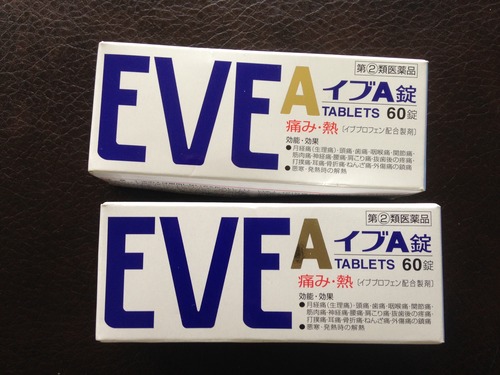 EVE A
指定②類医薬品
イブA錠
TABLETS 60錠
痛み・熱 [イブプロフェン配合製剤]
効能・効果
●月経痛(生理痛)・頭痛・歯痛・咽喉痛・関節痛・
筋肉痛・神経痛・腰痛・肩こり痛・抜歯後の疼痛・
打撲痛・耳痛・骨折痛・ねんざ痛・外傷痛の鎮痛
●悪寒・発熱時の解熱
EVE A
指定②類医薬品
イブA錠
TABLETS 60錠
痛み・熱 [イブプロフェン配合製剤]
効能・効果
●月経痛(生理痛)・頭痛・歯痛・咽喉痛・関節痛・
筋肉痛・神経痛・腰痛・肩こり痛・抜歯後の疼痛・
打撲痛・耳痛・骨折痛・ねんざ痛・外傷痛の鎮痛
●悪寒・発熱時の解熱